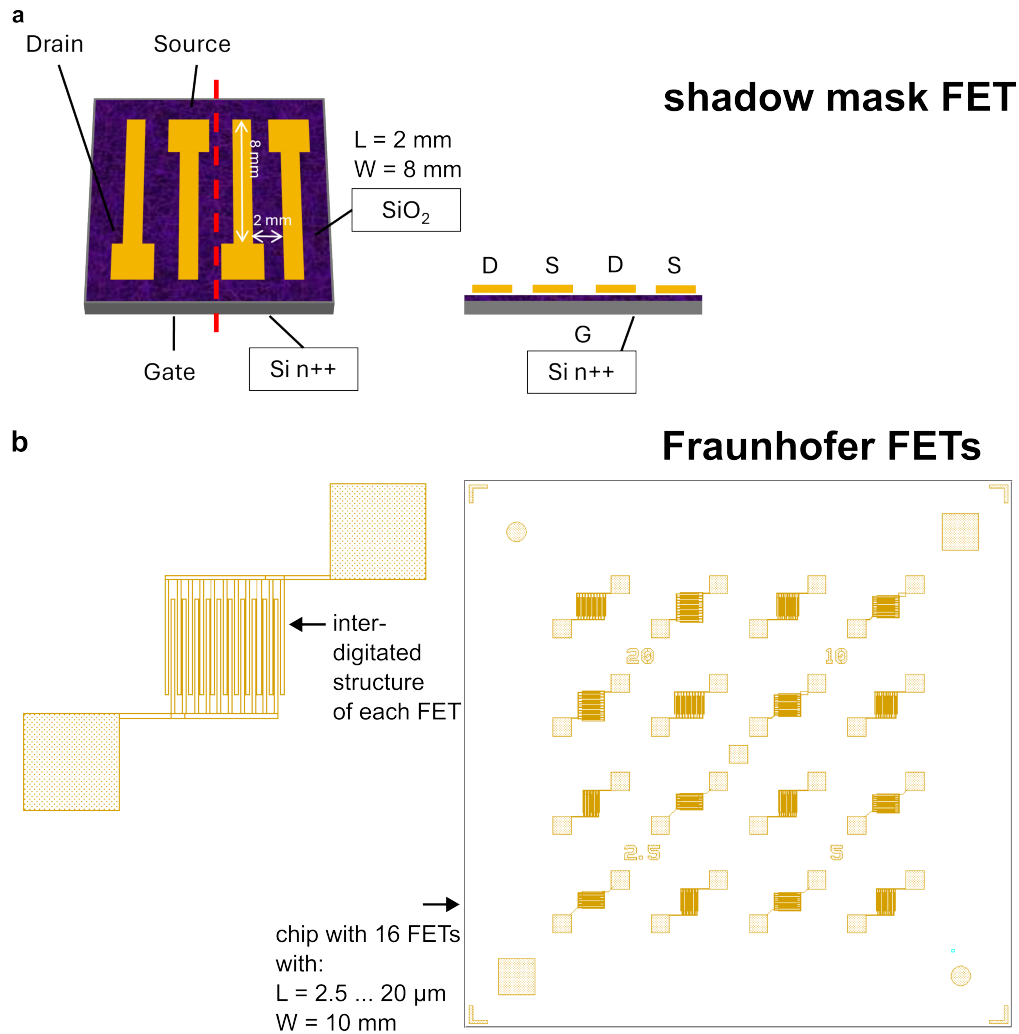 a
Drain
Source
shadow mask FET
8 mm
2 mm
L = 2 mm
W = 8 mm
SiO₂
Gate
Si n++
D S D S
G
Si n++
b
Fraunhofer FETs
inter-
digitated
structure
of each FET
20
10
2.5
5
chip with 16 FETs
with:
L = 2.5 ... 20 µm
W = 10 mm